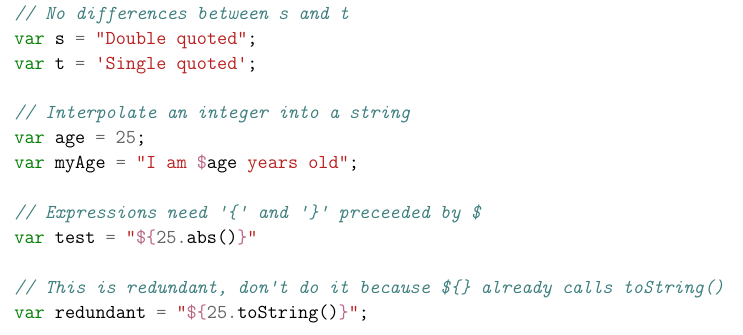 // No differences between s and t
var s = "Double quoted";
var t = 'Single quoted';
// Interpolate an integer into a string
var age = 25;
var myAge = "I am $age years old";
// Expressions need '{' and '}' preceeded by $
var test = "${25.abs()}"
// This is redundant, don't do it because ${} already calls toString()
var redundant = "${25.toString()}";